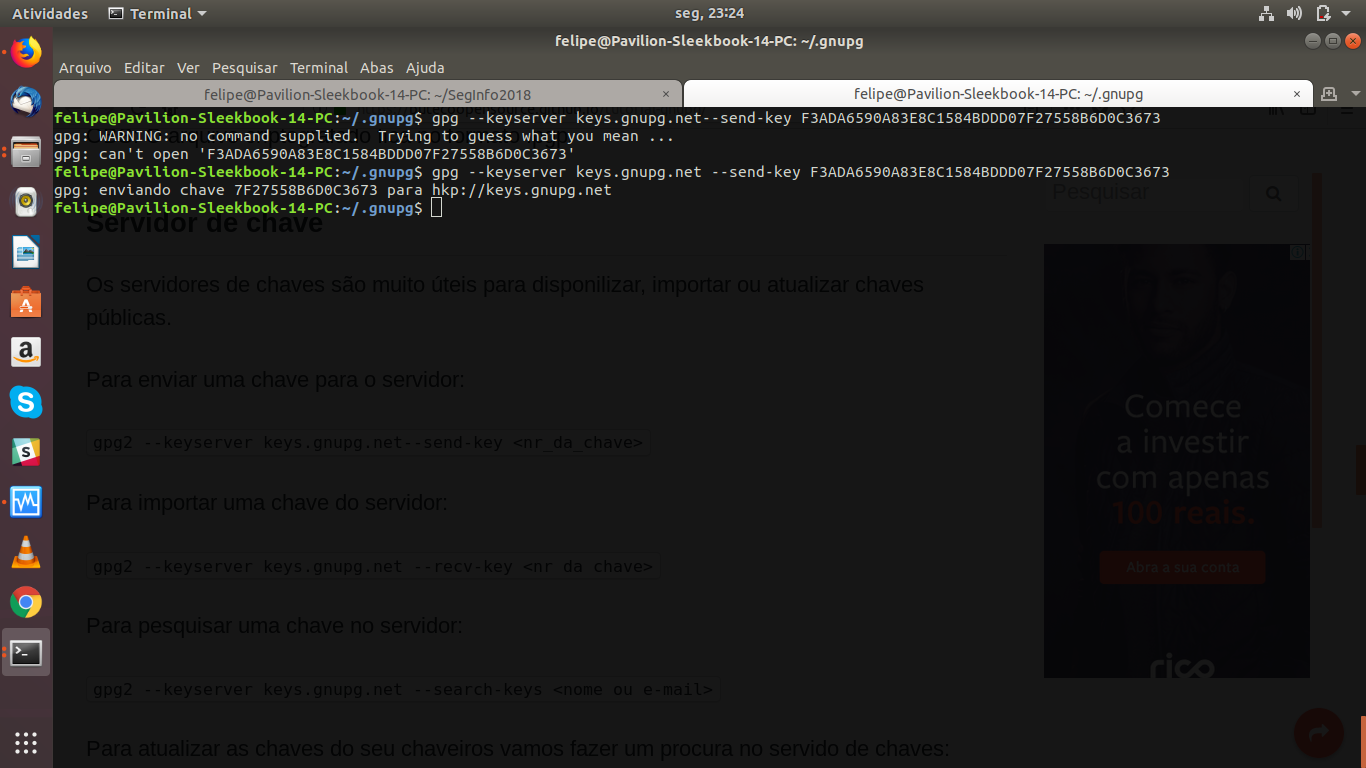 Atividades Terminal seg, 23:24
felipe@Pavilion-Sleekbook-14-PC: ~/.gnupg
Arquivo Editar Ver Pesquisar Terminal Abas Ajuda
felipe@Pavilion-Sleekbook-14-PC: ~/SegInfo2018 × felipe@Pavilion-Sleekbook-14-PC: ~/.gnupg ×
felipe@Pavilion-Sleekbook-14-PC:~/.gnupg$ gpg --keyserver keys.gnupg.net--send-key F3ADA6590A83E8C1584BDDD07F27558B6D0C3673
gpg: WARNING: no command supplied.  Trying to guess what you mean ...
gpg: can't open 'F3ADA6590A83E8C1584BDDD07F27558B6D0C3673'
felipe@Pavilion-Sleekbook-14-PC:~/.gnupg$ gpg --keyserver keys.gnupg.net --send-key F3ADA6590A83E8C1584BDDD07F27558B6D0C3673
gpg: enviando chave 7F27558B6D0C3673 para hkp://keys.gnupg.net
felipe@Pavilion-Sleekbook-14-PC:~/.gnupg$
Pesquisar
Servidor de chave
Os servidores de chaves são muito úteis para disponilizar, importar ou atualizar chaves
públicas.
Para enviar uma chave para o servidor:
gpg2 --keyserver keys.gnupg.net--send-key <nr_da_chave>
Para importar uma chave do servidor:
gpg2 --keyserver keys.gnupg.net --recv-key <nr da chave>
Para pesquisar uma chave no servidor:
gpg2 --keyserver keys.gnupg.net --search-keys <nome ou e-mail>
Para atualizar as chaves do seu chaveiros vamos fazer um procura no servido de chaves:
Comece
a investir
com apenas
100 reais.
Abra a sua conta
rico